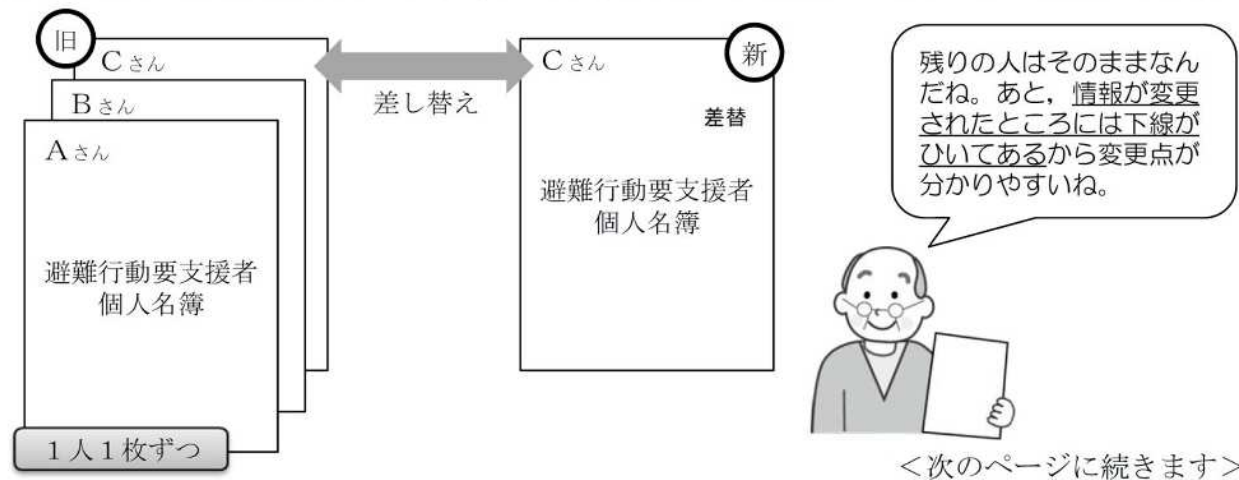 旧
Cさん
Bさん
Aさん
避難行動要支援者
個人名簿
1人1枚ずつ
差し替え
新
Cさん
差替
避難行動要支援者
個人名簿
残りの人はそのままなん
だね。あと，情報が変更
されたところには下線が
ひいてあるから変更点が
分かりやすいね。
＜次のページに続きます＞